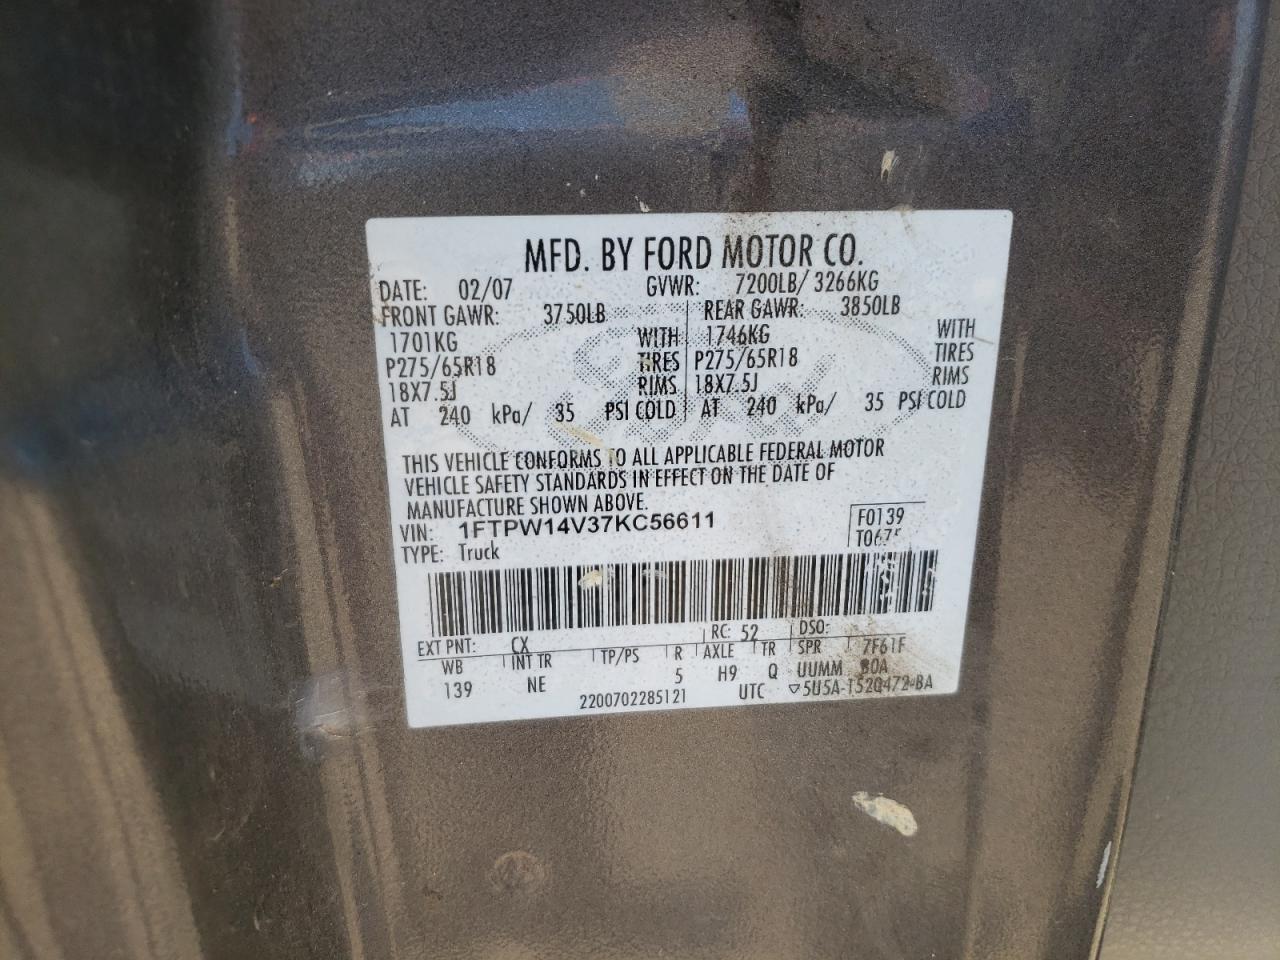 MFD. BY FORD MOTOR CO.
DATE: 02/07 GVWR: 7200LB/ 3266KG
FRONT GAWR: 3750LB REAR GAWR: 3850LB
1701KG WITH 1746KG WITH
P275/65R18 TIRES P275/65R18 TIRES
18X7.5J RIMS 18X7.5J RIMS
AT 240 kPa/ 35 PSI COLD AT 240 kPa/ 35 PSI COLD
THIS VEHICLE CONFORMS TO ALL APPLICABLE FEDERAL MOTOR
VEHICLE SAFETY STANDARDS IN EFFECT ON THE DATE OF
MANUFACTURE SHOWN ABOVE.
VIN: 1FTPW14V37KC56611 F0139
TYPE: Truck T0675
EXT PNT: CX RC: 52 DSO:
WB INT TR TP/PS R AXLE TR SPR 7F61F
139 NE 5 H9 Q UUMM
2200702285121 UTC ▽5U5A-1520472-BA